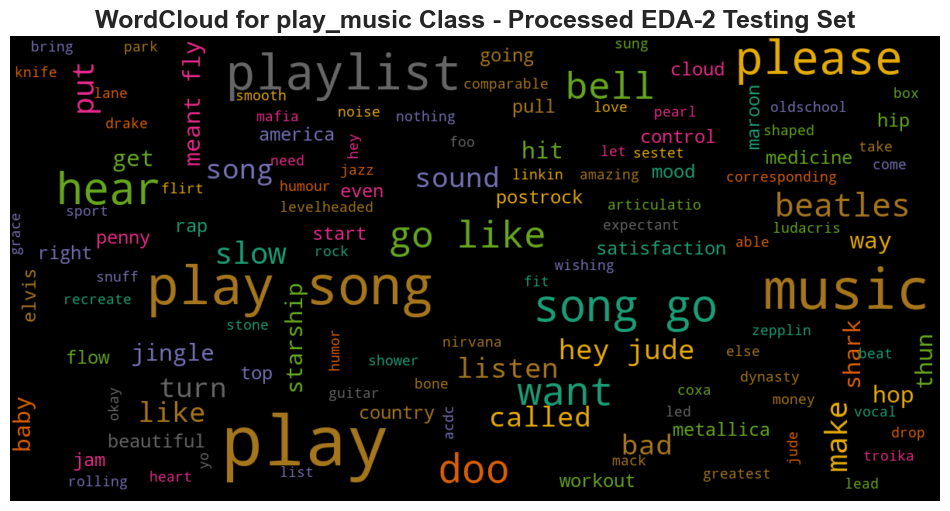 WordCloud for play_music Class - Processed EDA-2 Testing Set
bring
park
put
meant fly
playlist
going
sung
cloud
please
knife
lane
smooth
comparable
bell
box
drake
mafia
noise
nothing
pull
love
pearl
maroon
oldschool
hip
america
hey
foo
hit
control
shaped
get
song
need
jazz
let
sestet
medicine
take
hear
flirt
humour
even
sound
linkin
amazing
mood
corresponding
come
levelheaded
postrock
articulatio
beatles
sport
grace
penny
rap
start
go like
expectant
ludacris
right
slow
rock
satisfaction
able
way
snuff
wishing
elvis
recreate
play song
starship
fit
song go
music
stone
nirvana
zepplin
flow
jingle
humor
shower
hey jude
else
shark
beat
thun
top
listen
dynasty
turn
bone
want
coxa
money
hop
baby
okay
like
guitar
country
acdc
called
led
make
vocal
beautiful
play
metallica
drop
jam
yo
bad
jude
troika
rolling
heart
list
doo
mack
greatest
workout
lead